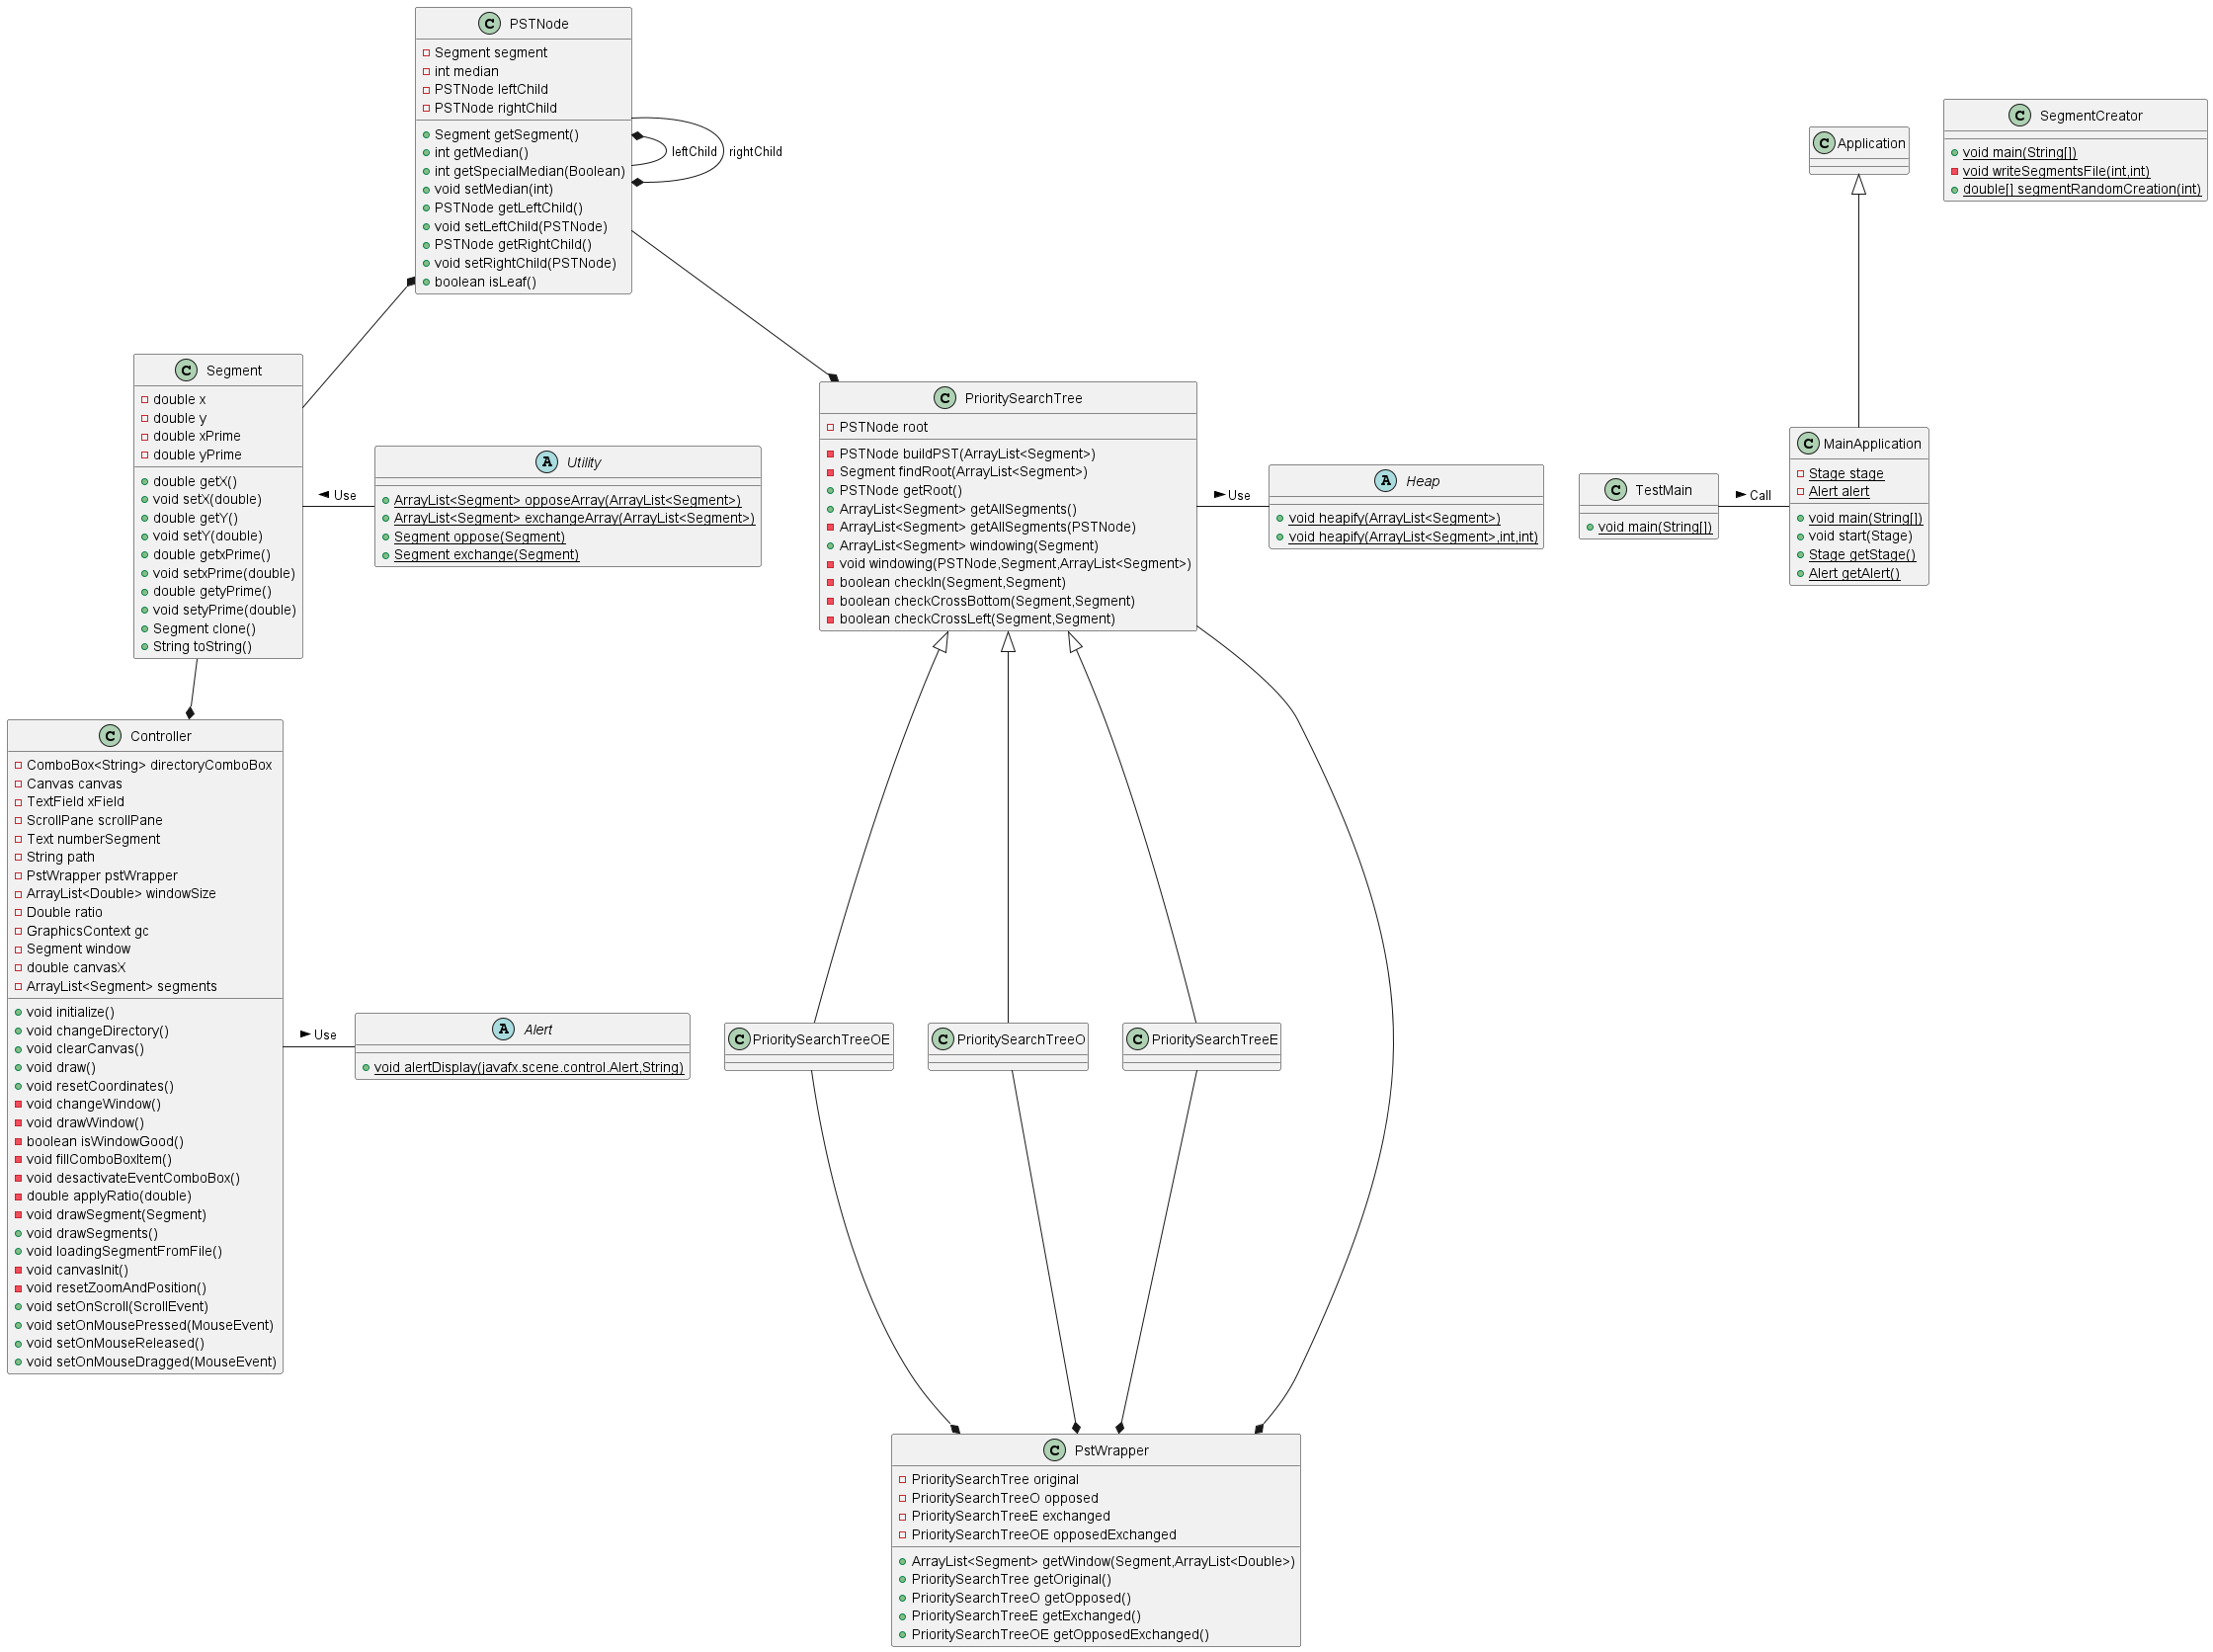 C PSTNode
Segment segment
int median
PSTNode leftChild
PSTNode rightChild
Segment getSegment()
int getMedian()
int getSpecialMedian(Boolean)
void setMedian(int)
PSTNode getLeftChild()
void setLeftChild(PSTNode)
PSTNode getRightChild()
void setRightChild(PSTNode)
boolean isLeaf()
leftChild
rightChild
C Application
C SegmentCreator
void main(String[])
void writeSegmentsFile(int,int)
double[] segmentRandomCreation(int)
C Segment
double x
double y
double xPrime
double yPrime
double getX()
void setX(double)
double getY()
void setY(double)
double getxPrime()
void setxPrime(double)
double getyPrime()
void setyPrime(double)
Segment clone()
String toString()
Use
A Utility
ArrayList<Segment> opposeArray(ArrayList<Segment>)
ArrayList<Segment> exchangeArray(ArrayList<Segment>)
Segment oppose(Segment)
Segment exchange(Segment)
C PrioritySearchTree
PSTNode root
PSTNode buildPST(ArrayList<Segment>)
Segment findRoot(ArrayList<Segment>)
PSTNode getRoot()
ArrayList<Segment> getAllSegments()
ArrayList<Segment> getAllSegments(PSTNode)
ArrayList<Segment> windowing(Segment)
void windowing(PSTNode,Segment,ArrayList<Segment>)
boolean checkIn(Segment,Segment)
boolean checkCrossBottom(Segment,Segment)
boolean checkCrossLeft(Segment,Segment)
Use
A Heap
void heapify(ArrayList<Segment>)
void heapify(ArrayList<Segment>,int,int)
C TestMain
void main(String[])
Call
C MainApplication
Stage stage
Alert alert
void main(String[])
void start(Stage)
Stage getStage()
Alert getAlert()
C Controller
ComboBox<String> directoryComboBox
Canvas canvas
TextField xField
ScrollPane scrollPane
Text numberSegment
String path
PstWrapper pstWrapper
ArrayList<Double> windowSize
Double ratio
GraphicsContext gc
Segment window
double canvasX
ArrayList<Segment> segments
void initialize()
void changeDirectory()
void clearCanvas()
void draw()
void resetCoordinates()
void changeWindow()
void drawWindow()
boolean isWindowGood()
void fillComboBoxItem()
void desactivateEventComboBox()
double applyRatio(double)
void drawSegment(Segment)
void drawSegments()
void loadingSegmentFromFile()
void canvasInit()
void resetZoomAndPosition()
void setOnScroll(ScrollEvent)
void setOnMousePressed(MouseEvent)
void setOnMouseReleased()
void setOnMouseDragged(MouseEvent)
Use
A Alert
void alertDisplay(javafx.scene.control.Alert,String)
C PrioritySearchTreeOE
C PrioritySearchTreeO
C PrioritySearchTreeE
C PstWrapper
PrioritySearchTree original
PrioritySearchTreeO opposed
PrioritySearchTreeE exchanged
PrioritySearchTreeOE opposedExchanged
ArrayList<Segment> getWindow(Segment,ArrayList<Double>)
PrioritySearchTree getOriginal()
PrioritySearchTreeO getOpposed()
PrioritySearchTreeE getExchanged()
PrioritySearchTreeOE getOpposedExchanged()